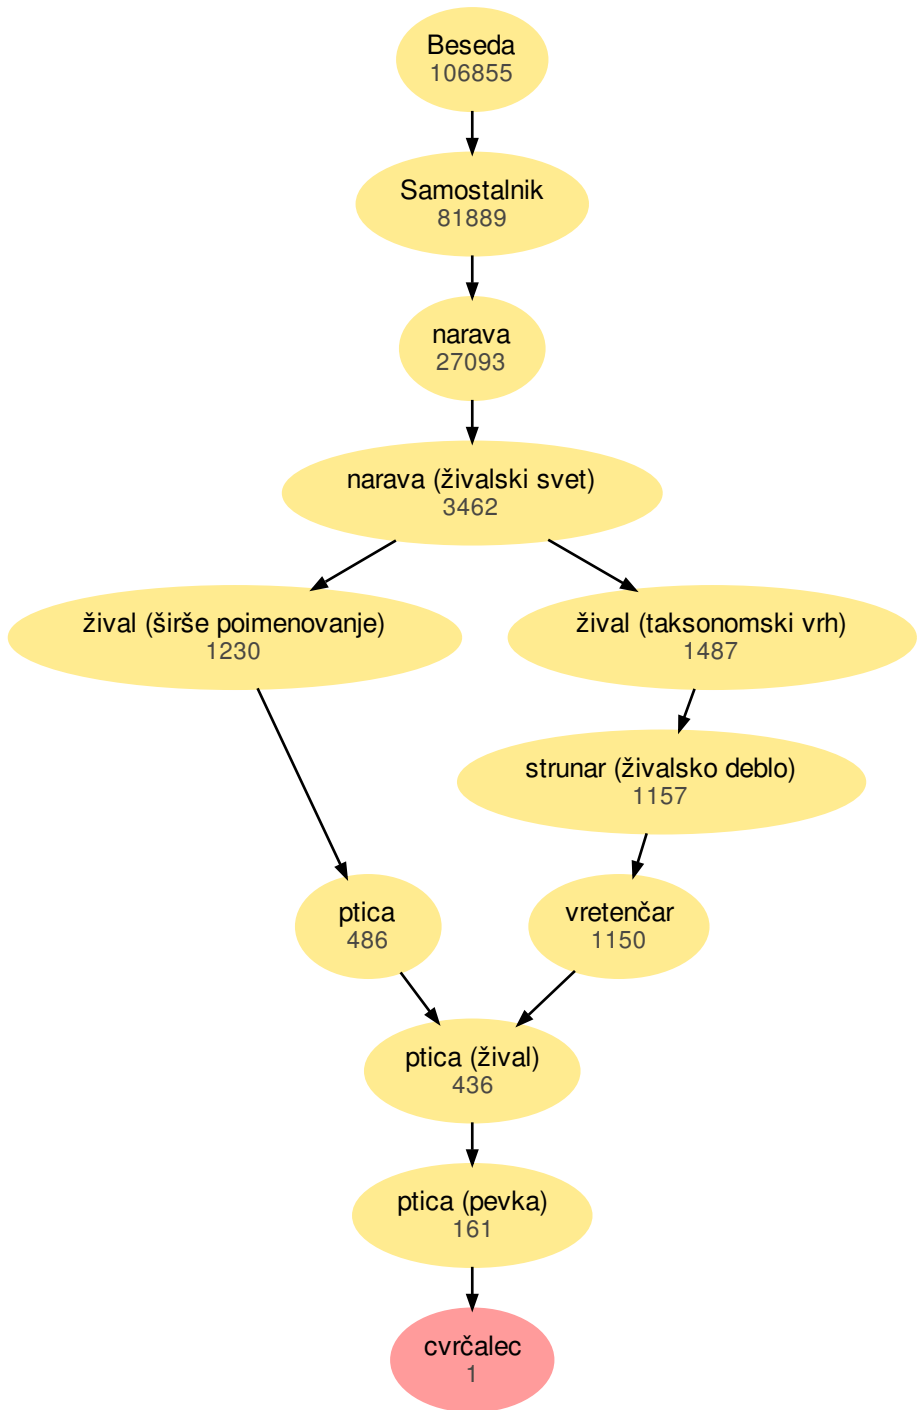 Beseda
106855
Samostalnik
81889
narava
27093
narava (živalski svet)
3462
žival (širše poimenovanje)
1230
žival (taksonomski vrh)
1487
strunar (živalsko deblo)
1157
ptica
486
vretenčar
1150
ptica (žival)
436
ptica (pevka)
161
cvrčalec
1